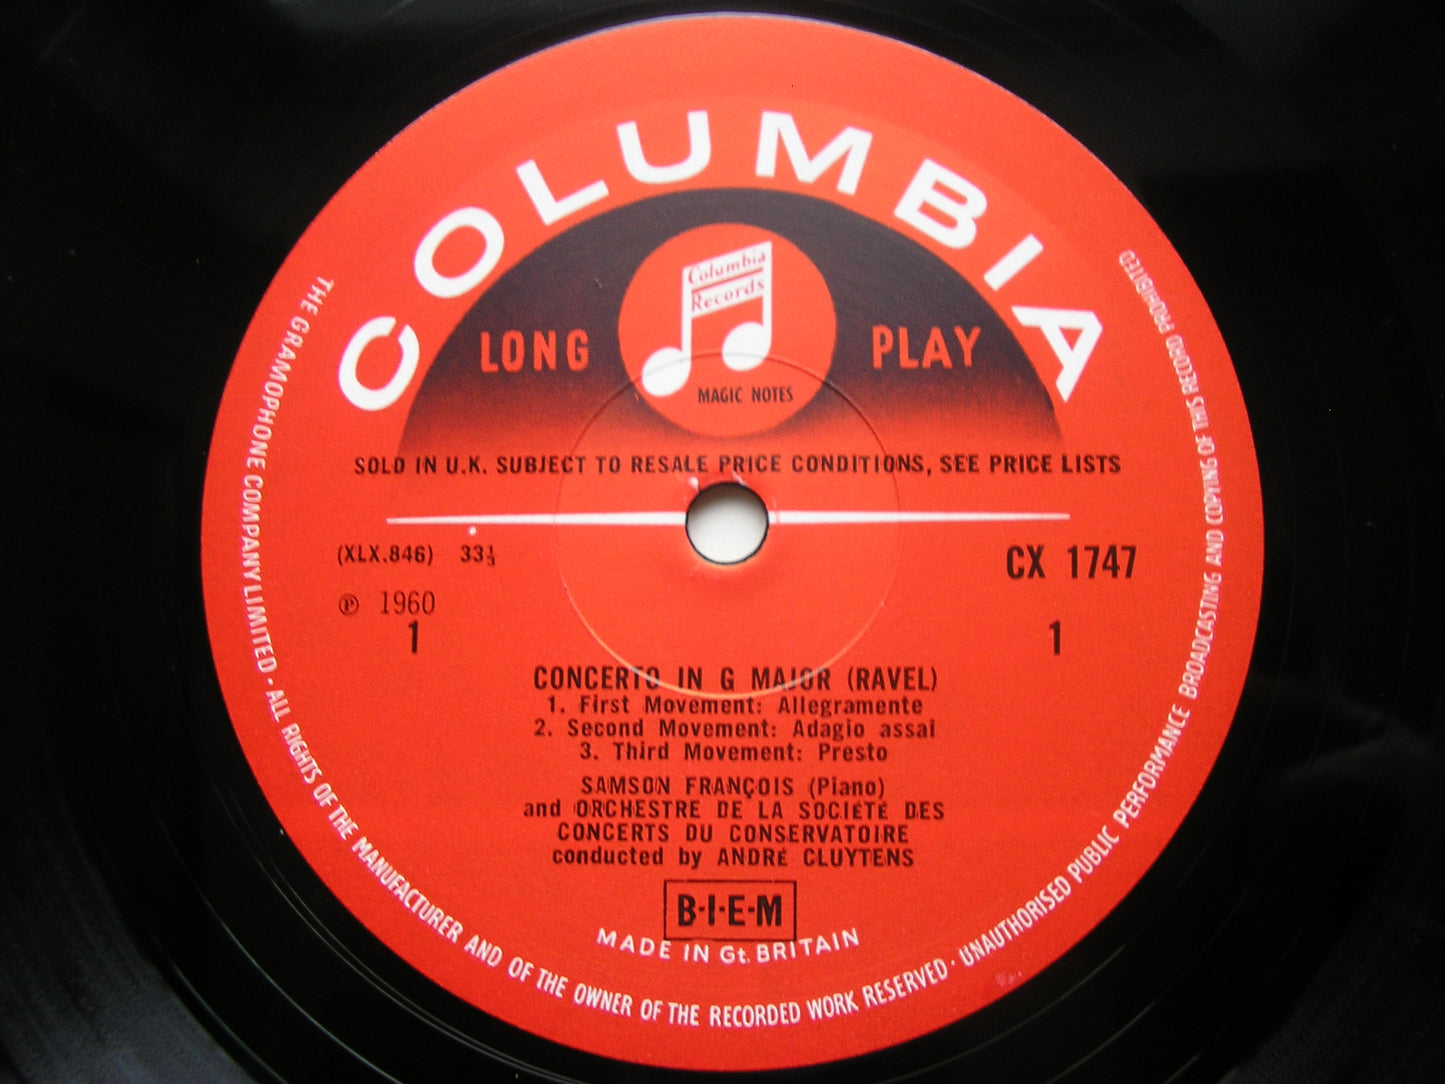 COLUMBIA
Columbia
Records
LONG PLAY
MAGIC NOTES
SOLD IN U.K. SUBJECT TO RESALE PRICE CONDITIONS, SEE PRICE LISTS
(XLX.846) 33⅓
CX 1747
℗ 1960
1 1
CONCERTO IN G MAJOR (RAVEL)
1. First Movement: Allegramente
2. Second Movement: Adagio assai
3. Third Movement: Presto
SAMSON FRANÇOIS (Piano)
and ORCHESTRE DE LA SOCIÉTÉ DES
CONCERTS DU CONSERVATOIRE
conducted by ANDRÉ CLUYTENS
B·I·E·M
MADE IN Gt. BRITAIN
THE GRAMOPHONE COMPANY LIMITED · ALL RIGHTS OF THE MANUFACTURER AND OF THE OWNER OF THE RECORDED WORK RESERVED · UNAUTHORISED PUBLIC PERFORMANCE BROADCASTING AND COPYING OF THIS RECORD PROHIBITED